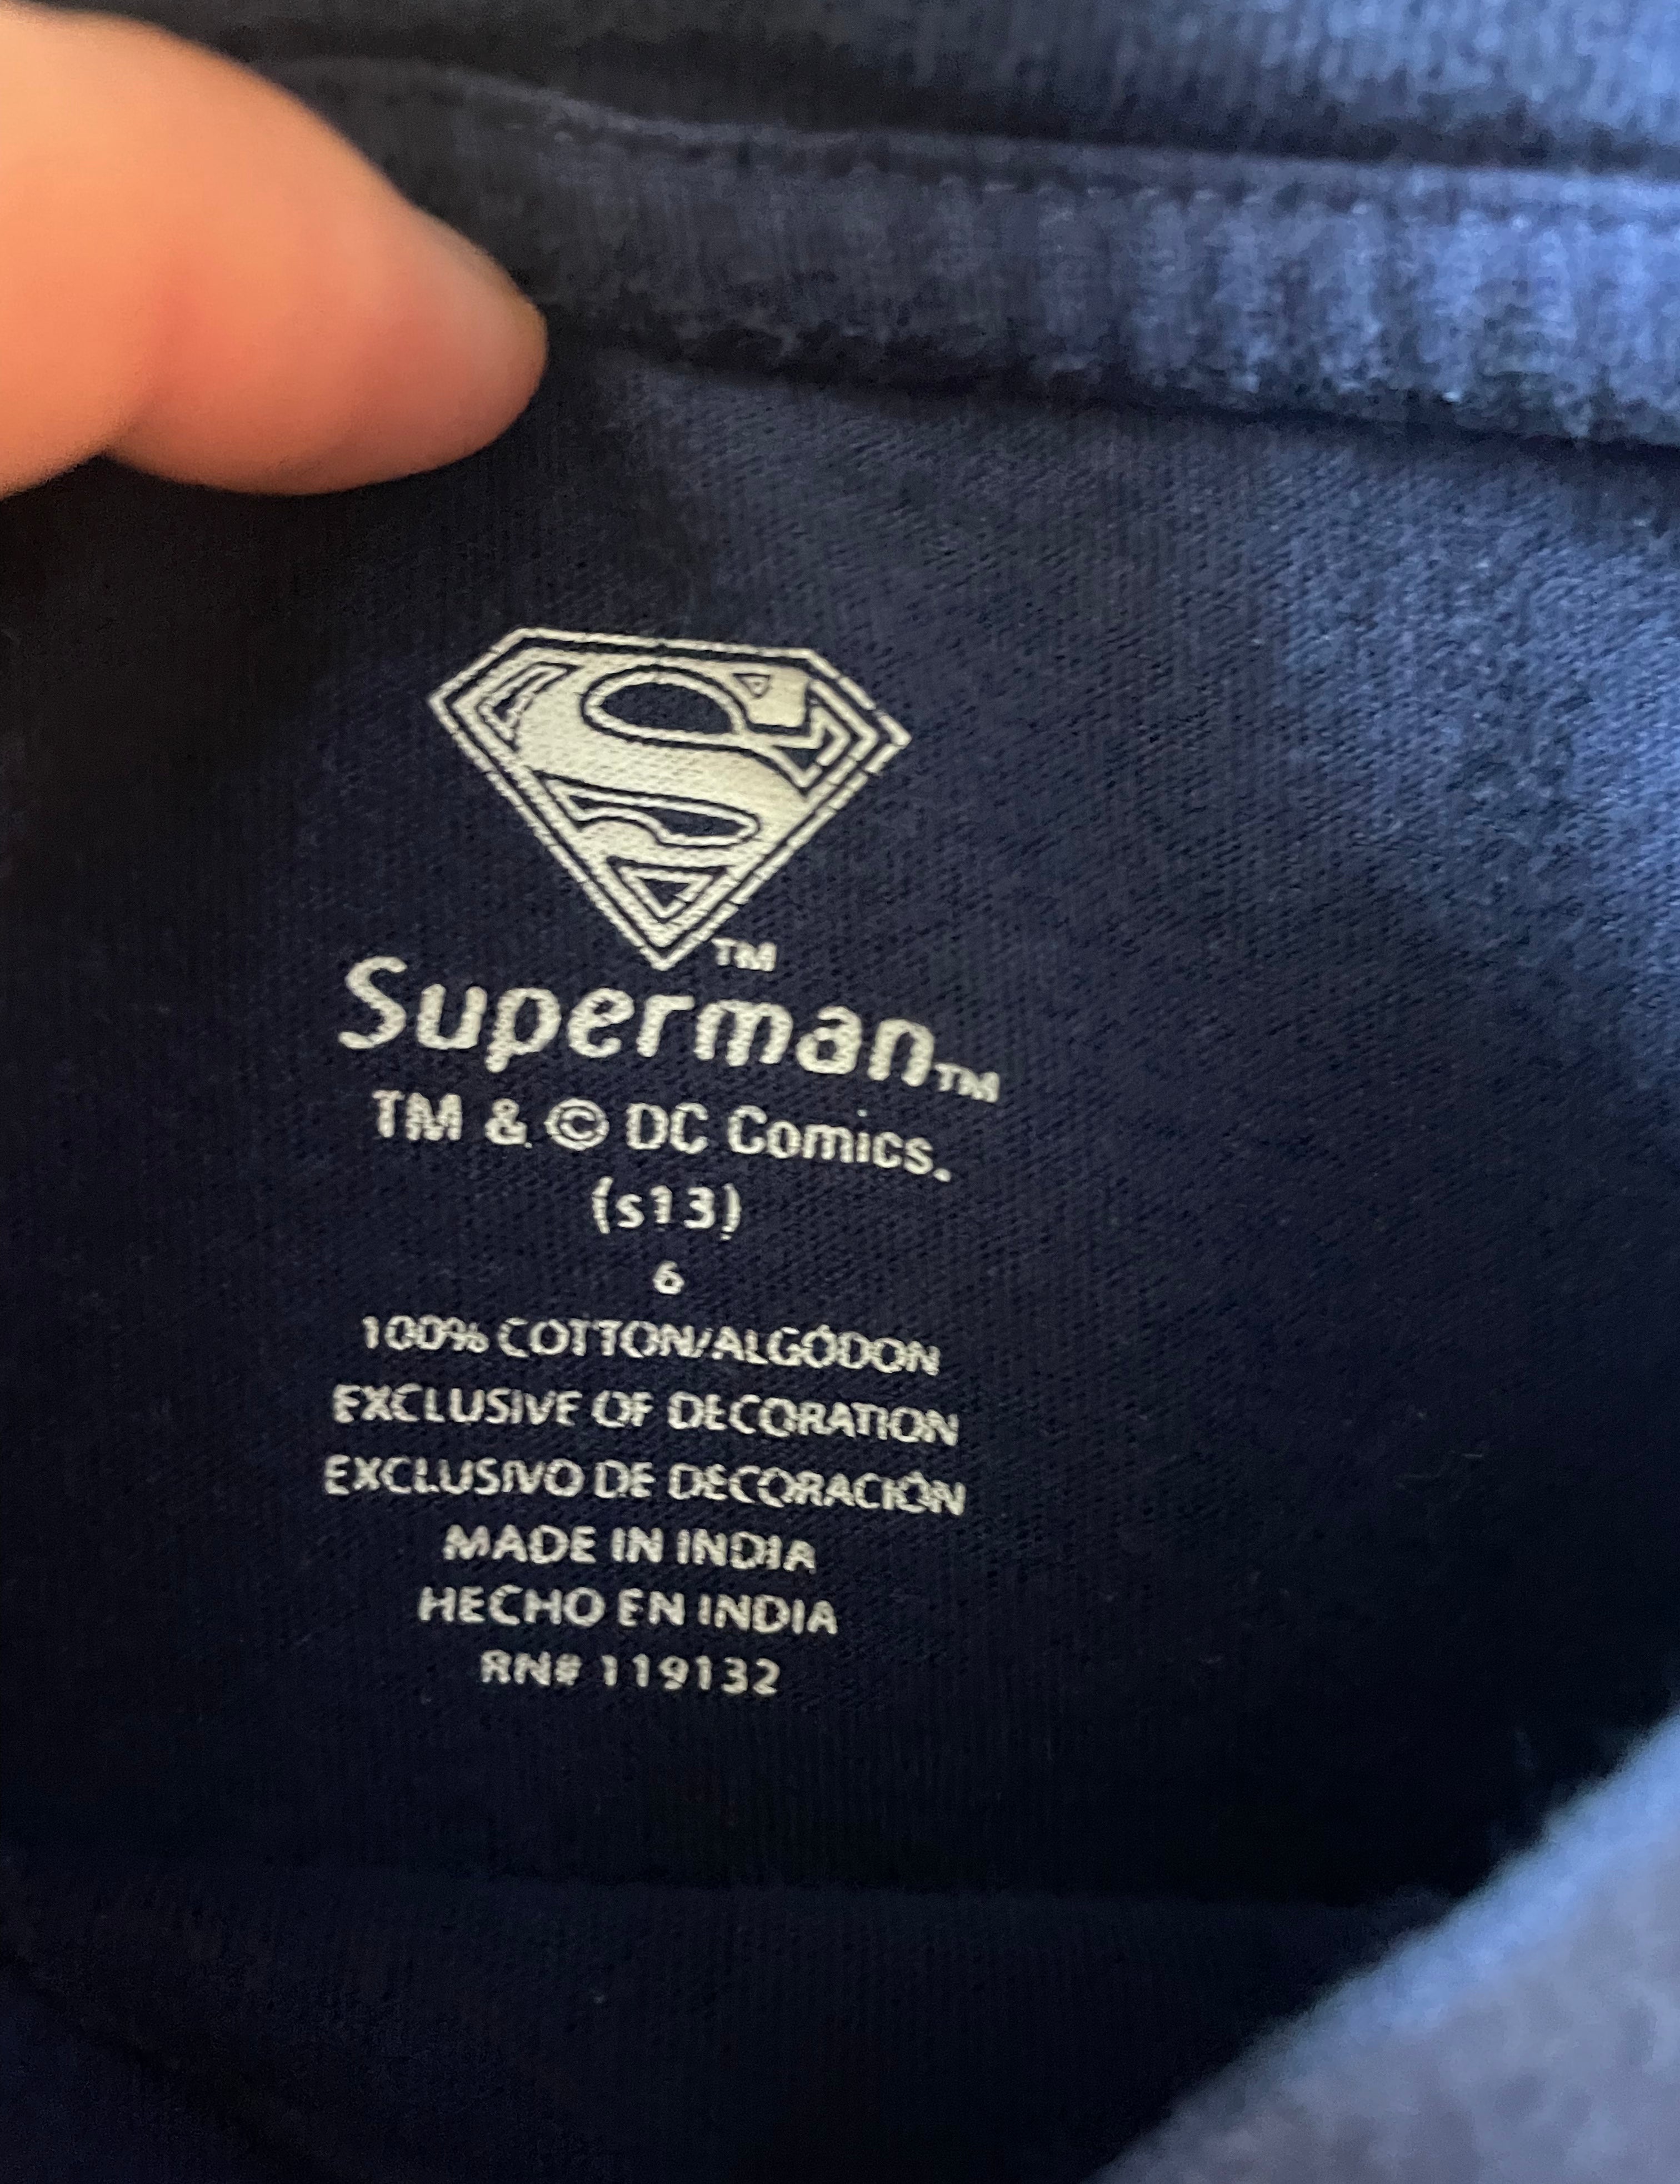 S™
Superman™
TM & © DC Comics.
(s13)
6
100% COTTON/ALGÓDON
EXCLUSIVE OF DECORATION
EXCLUSIVO DE DECORACIÓN
MADE IN INDIA
HECHO EN INDIA
RN# 119132